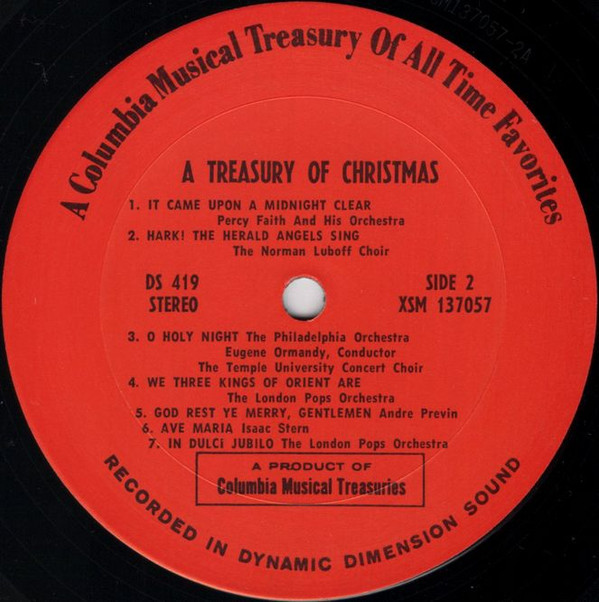 XSM137057-2A
A Columbia Musical Treasury Of All Time Favorites
A TREASURY OF CHRISTMAS
1. IT CAME UPON A MIDNIGHT CLEAR
Percy Faith And His Orchestra
2. HARK! THE HERALD ANGELS SING
The Norman Luboff Choir
DS 419
STEREO
SIDE 2
XSM 137057
3. O HOLY NIGHT The Philadelphia Orchestra
Eugene Ormandy, Conductor
The Temple University Concert Choir
4. WE THREE KINGS OF ORIENT ARE
The London Pops Orchestra
5. GOD REST YE MERRY, GENTLEMEN Andre Previn
6. AVE MARIA Isaac Stern
7. IN DULCi JUBILO The London Pops Orchestra
A PRODUCT OF
Columbia Musical Treasuries
RECORDED IN DYNAMIC DIMENSION SOUND